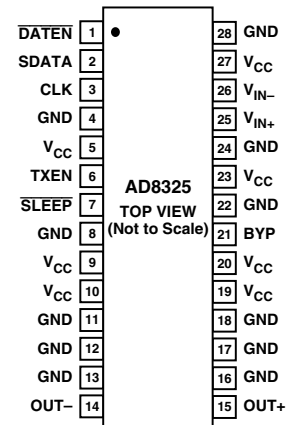 DATEN 1 28 GND
SDATA 2 27 VCC
CLK 3 26 VIN–
GND 4 25 VIN+
VCC 5 24 GND
TXEN 6 23 VCC
SLEEP 7 22 GND
GND 8 21 BYP
VCC 9 20 VCC
VCC 10 19 VCC
GND 11 18 GND
GND 12 17 GND
GND 13 16 GND
OUT– 14 15 OUT+
AD8325
TOP VIEW
(Not to Scale)